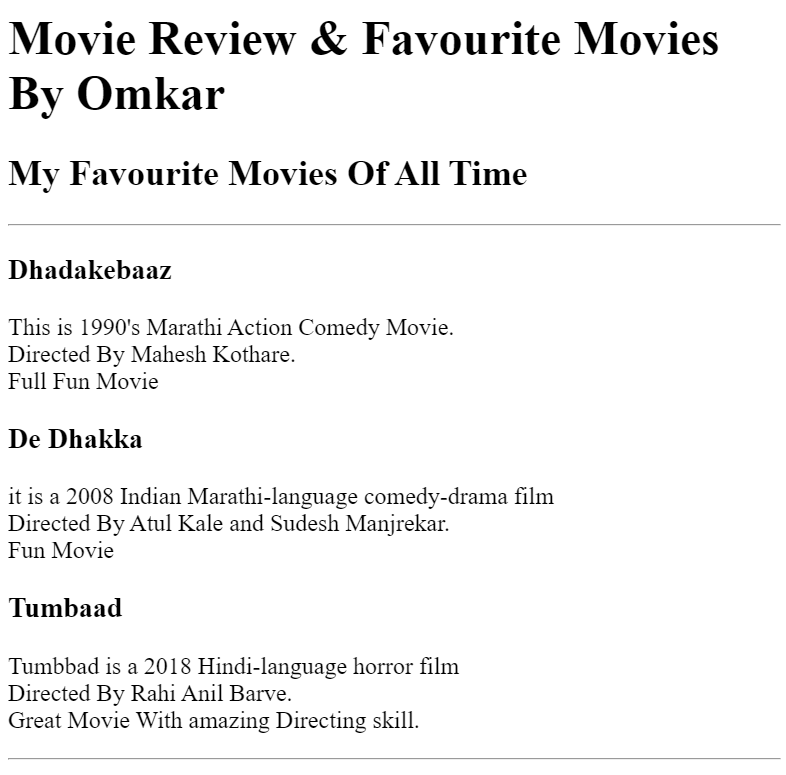 Movie Review & Favourite Movies
By Omkar
My Favourite Movies Of All Time
Dhadakebaaz
This is 1990's Marathi Action Comedy Movie.
Directed By Mahesh Kothare.
Full Fun Movie
De Dhakka
it is a 2008 Indian Marathi-language comedy-drama film
Directed By Atul Kale and Sudesh Manjrekar.
Fun Movie
Tumbaad
Tumbbad is a 2018 Hindi-language horror film
Directed By Rahi Anil Barve.
Great Movie With amazing Directing skill.